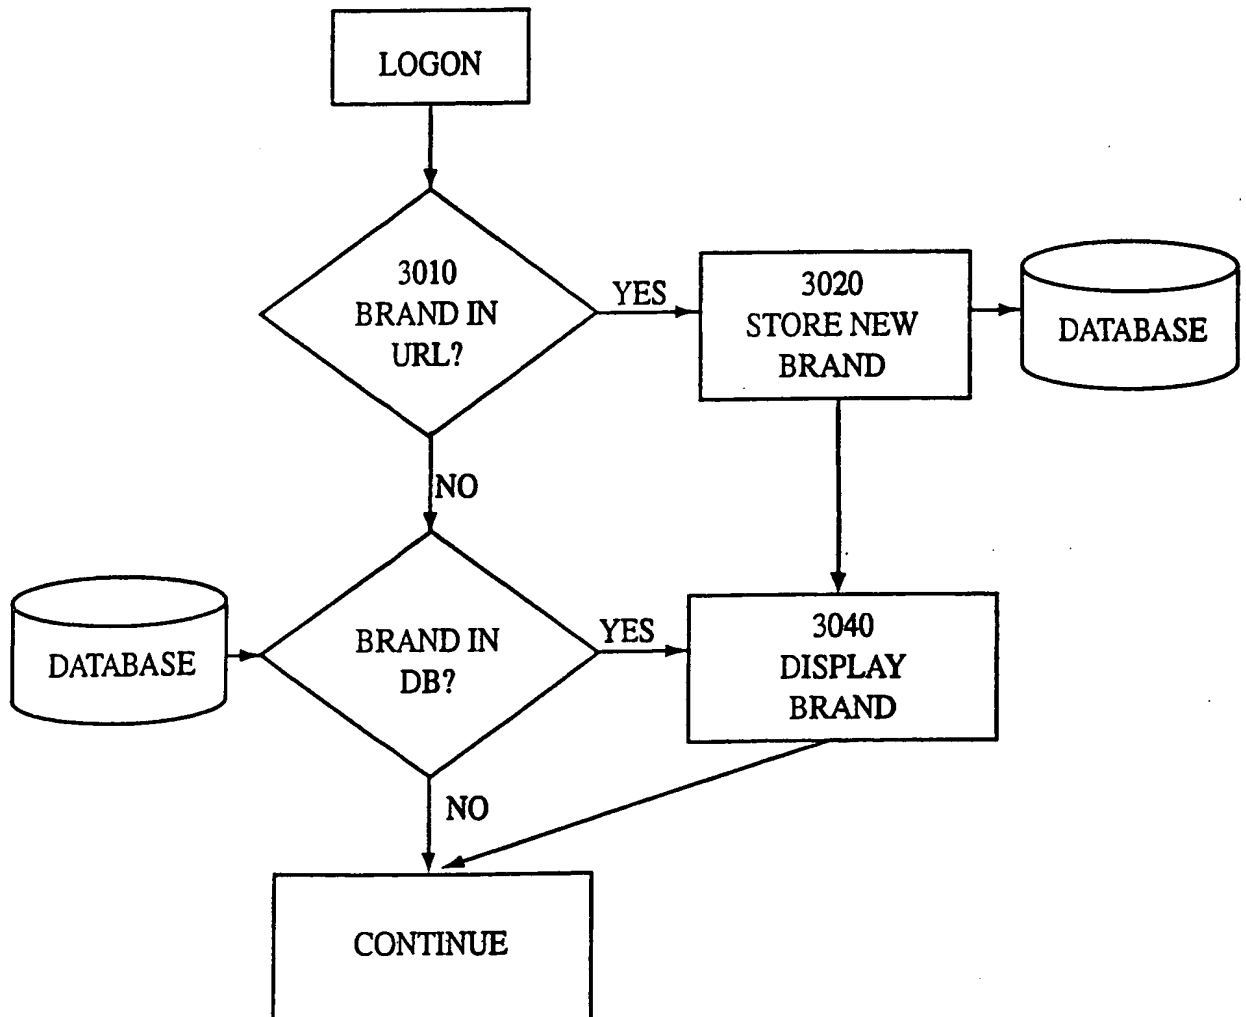 LOGON
3010
BRAND IN
URL?
YES
3020
STORE NEW
BRAND
DATABASE
NO
DATABASE
BRAND IN
DB?
YES
3040
DISPLAY
BRAND
NO
CONTINUE